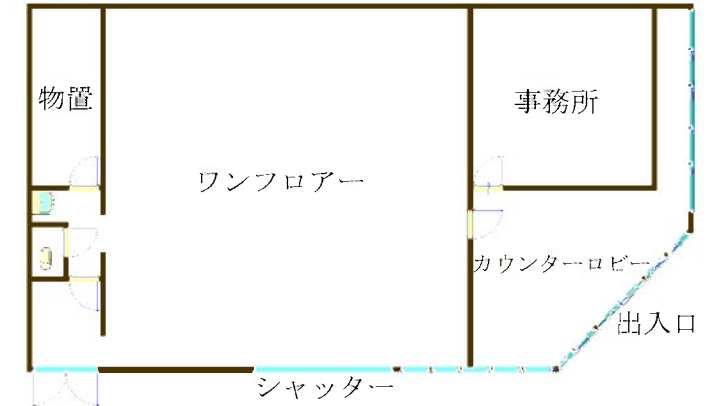 物置
事務所
ワンフロアー
カウンターロビー
出入口
シャッター